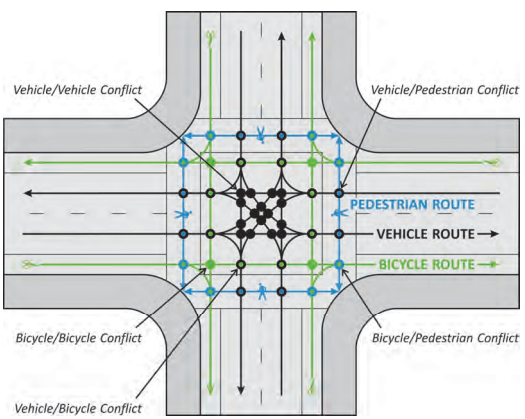 Vehicle/Vehicle Conflict
Vehicle/Pedestrian Conflict
PEDESTRIAN ROUTE
VEHICLE ROUTE
BICYCLE ROUTE
Bicycle/Bicycle Conflict
Bicycle/Pedestrian Conflict
Vehicle/Bicycle Conflict